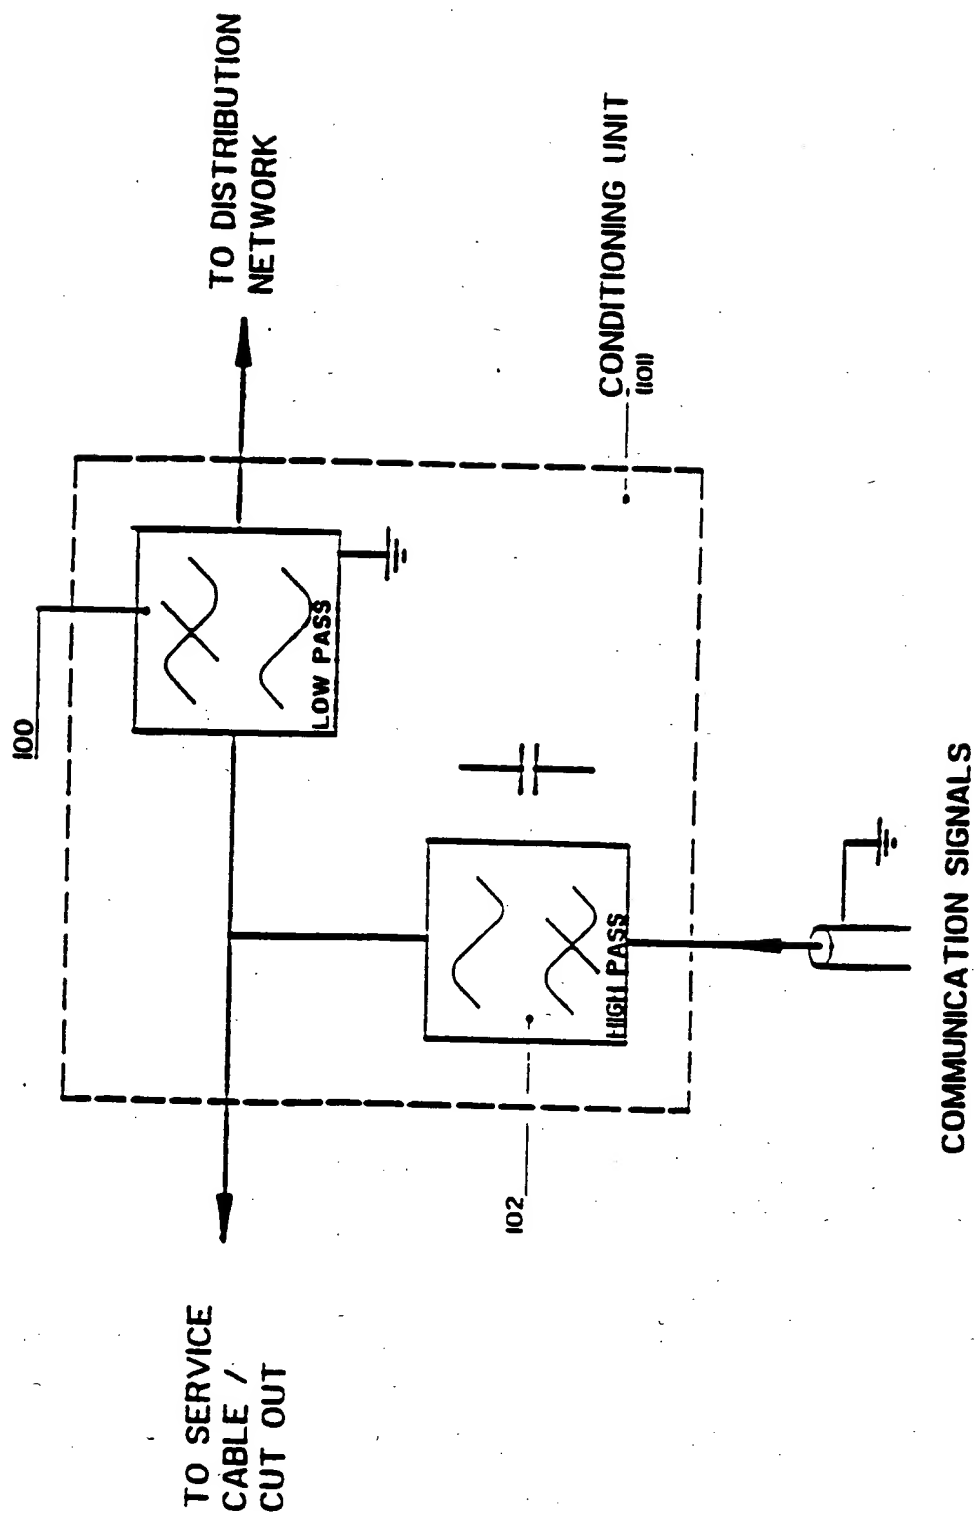 TO SERVICE
CABLE /
CUT OUT
100
LOW PASS
TO DISTRIBUTION
NETWORK
102
HIGH PASS
CONDITIONING UNIT
(101)
COMMUNICATION SIGNALS